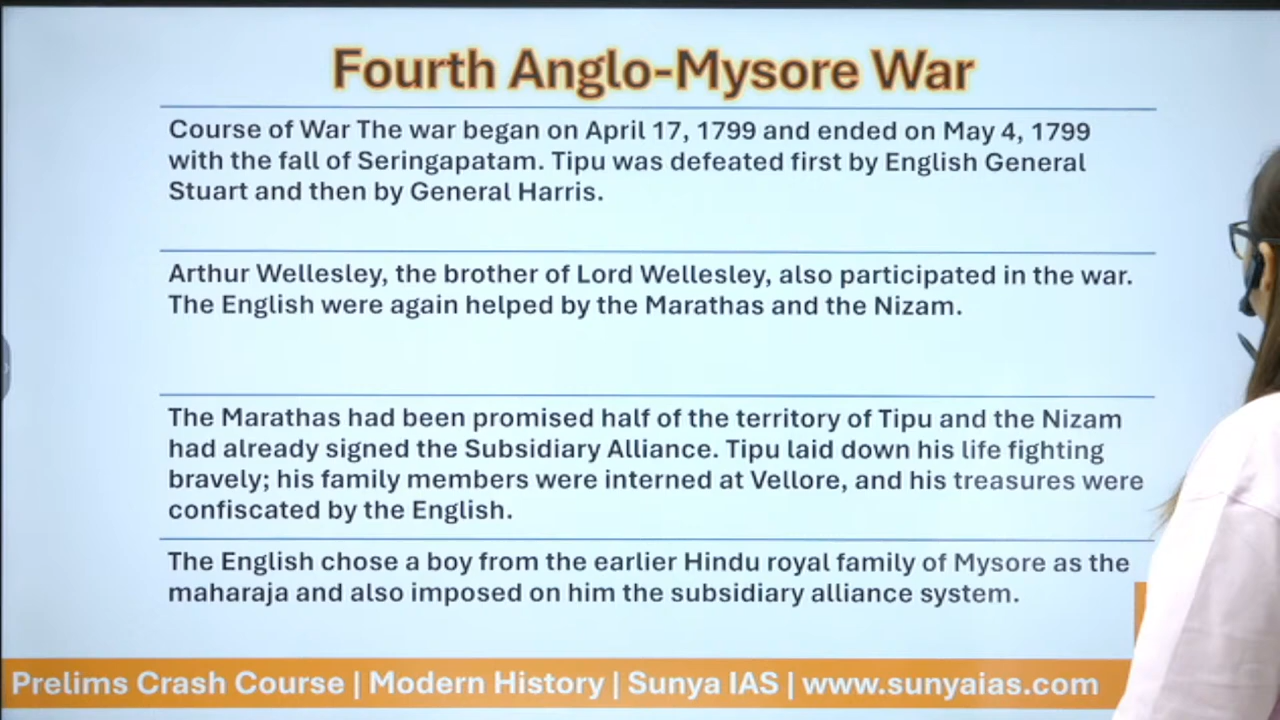 Fourth Anglo-Mysore War
Course of War The war began on April 17, 1799 and ended on May 4, 1799
with the fall of Seringapatam. Tipu was defeated first by English General
Stuart and then by General Harris.
Arthur Wellesley, the brother of Lord Wellesley, also participated in the war.
The English were again helped by the Marathas and the Nizam.
The Marathas had been promised half of the territory of Tipu and the Nizam
had already signed the Subsidiary Alliance. Tipu laid down his life fighting
bravely; his family members were interned at Vellore, and his treasures were
confiscated by the English.
The English chose a boy from the earlier Hindu royal family of Mysore as the
maharaja and also imposed on him the subsidiary alliance system.
Prelims Crash Course | Modern History | Sunya IAS | www.sunyaias.com